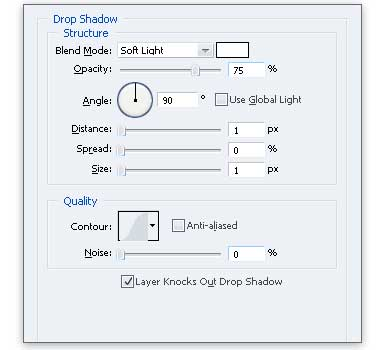 Drop Shadow
Structure
Blend Mode: Soft Light
Opacity: 75 %
Angle: 90 ° Use Global Light
Distance: 1 px
Spread: 0 %
Size: 1 px
Quality
Contour: Anti-aliased
Noise: 0 %
Layer Knocks Out Drop Shadow